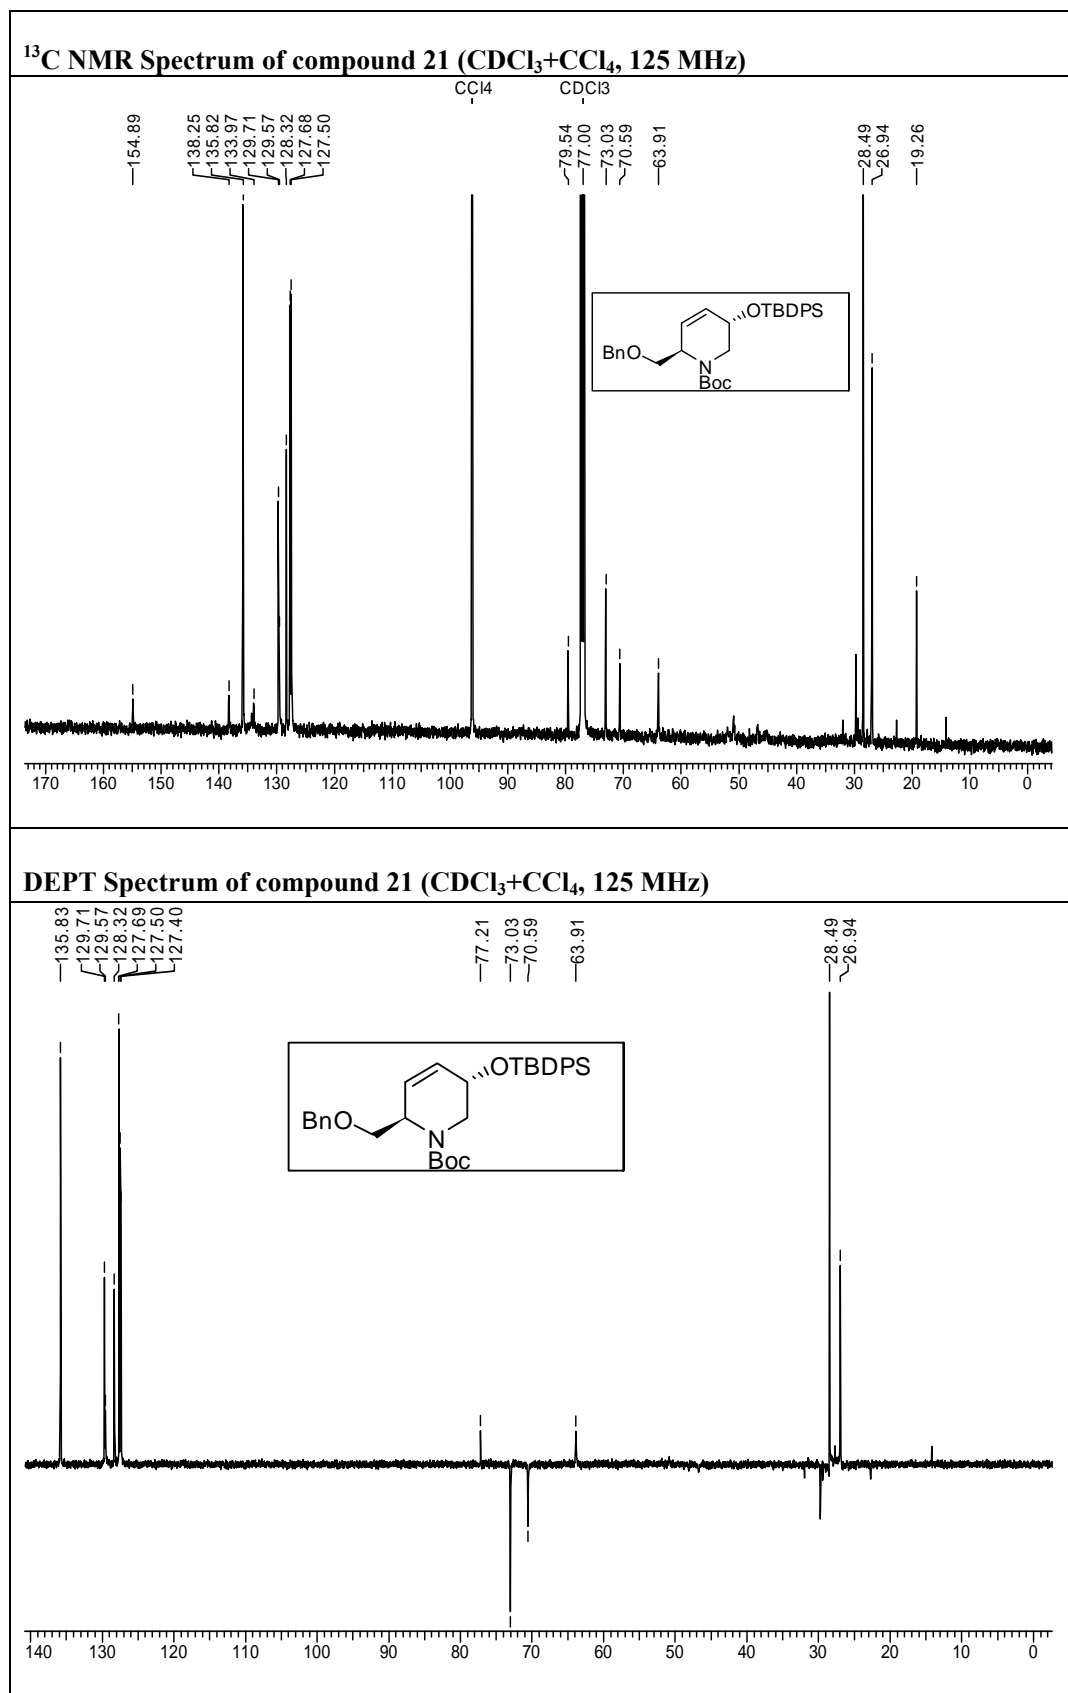 ¹³C NMR Spectrum of compound 21 (CDCl₃+CCl₄, 125 MHz)
CCl4 CDCl3
154.89 138.25 135.82 133.97 129.71 129.57 128.32 127.68 127.50 79.54 77.00 73.03 70.59 63.91 28.49 26.94 19.26
OTBDPS
BnO
N
Boc
170 160 150 140 130 120 110 100 90 80 70 60 50 40 30 20 10 0
DEPT Spectrum of compound 21 (CDCl₃+CCl₄, 125 MHz)
135.83 129.71 129.57 128.32 127.69 127.50 127.40 77.21 73.03 70.59 63.91 28.49 26.94
OTBDPS
BnO
N
Boc
140 130 120 110 100 90 80 70 60 50 40 30 20 10 0